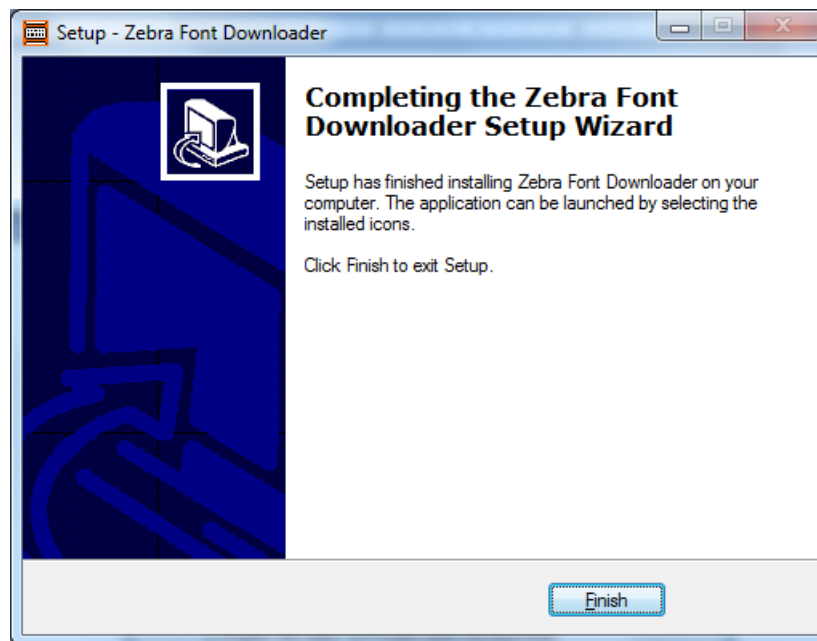 Setup - Zebra Font Downloader
Completing the Zebra Font
Downloader Setup Wizard
Setup has finished installing Zebra Font Downloader on your
computer. The application can be launched by selecting the
installed icons.
Click Finish to exit Setup.
Finish